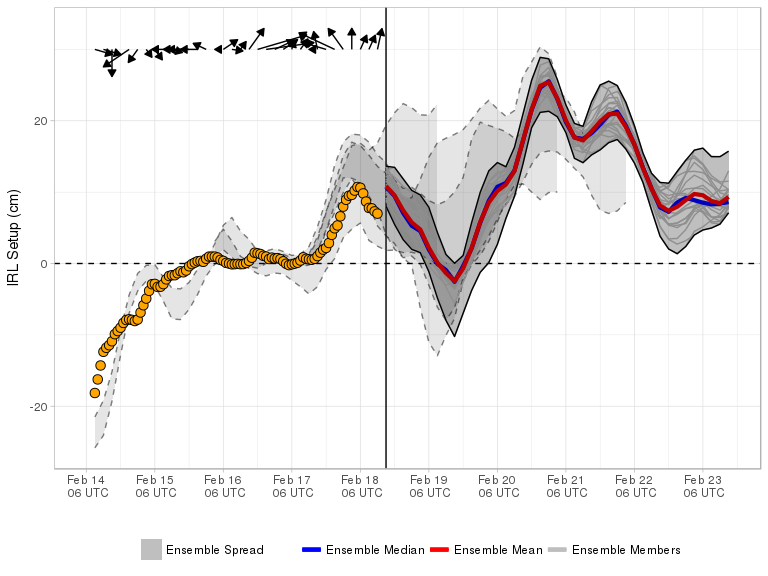 IRL Setup (cm)
20
0
-20
Feb 14 Feb 15 Feb 16 Feb 17 Feb 18 Feb 19 Feb 20 Feb 21 Feb 22 Feb 23
06 UTC 06 UTC 06 UTC 06 UTC 06 UTC 06 UTC 06 UTC 06 UTC 06 UTC 06 UTC
Ensemble Spread Ensemble Median Ensemble Mean Ensemble Members